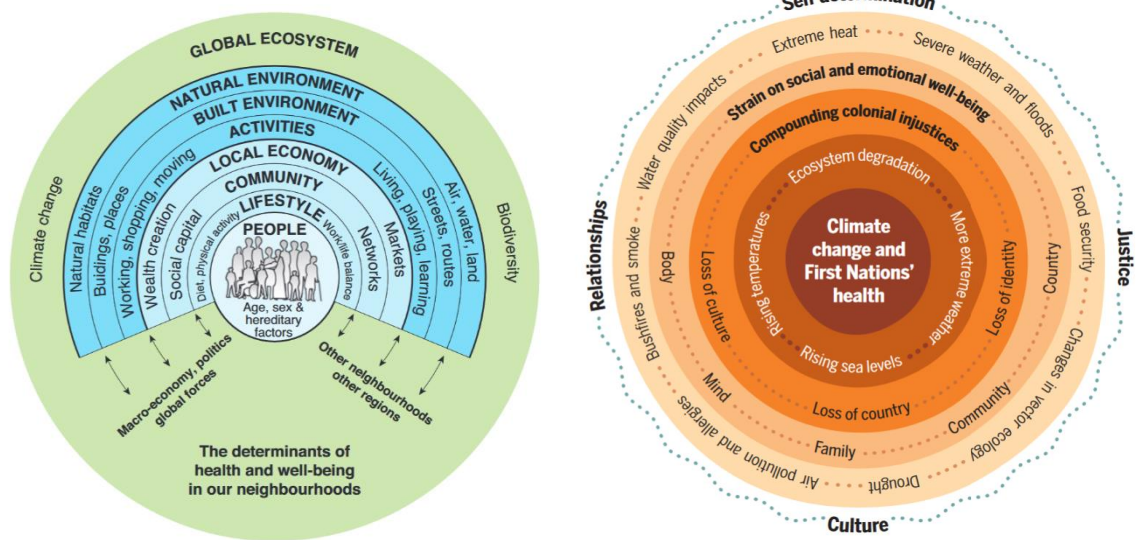 GLOBAL ECOSYSTEM
Climate change
Biodiversity
NATURAL ENVIRONMENT
Natural habitats
Air, water, land
BUILT ENVIRONMENT
Buildings, places
Streets, routes
ACTIVITIES
Working, shopping, moving
Living, playing, learning
LOCAL ECONOMY
Wealth creation
Markets
COMMUNITY
Social capital
Networks
LIFESTYLE
Diet, physical activity
Work/life balance
PEOPLE
Age, sex &
hereditary
factors
Macro-economy, politics
global forces
Other neighbourhoods
other regions
The determinants of
health and well-being
in our neighbourhoods
Self-determination
Relationships
Justice
Culture
Extreme heat
Severe weather and floods
Food security
Changes in vector ecology
Drought
Air pollution and allergies
Bushfires and smoke
Water quality impacts
Strain on social and emotional well-being
Country
Community
Family
Mind
Body
Compounding colonial injustices
Loss of identity
Loss of country
Loss of culture
Ecosystem degradation
More extreme weather
Rising sea levels
Rising temperatures
Climate
change and
First Nations'
health